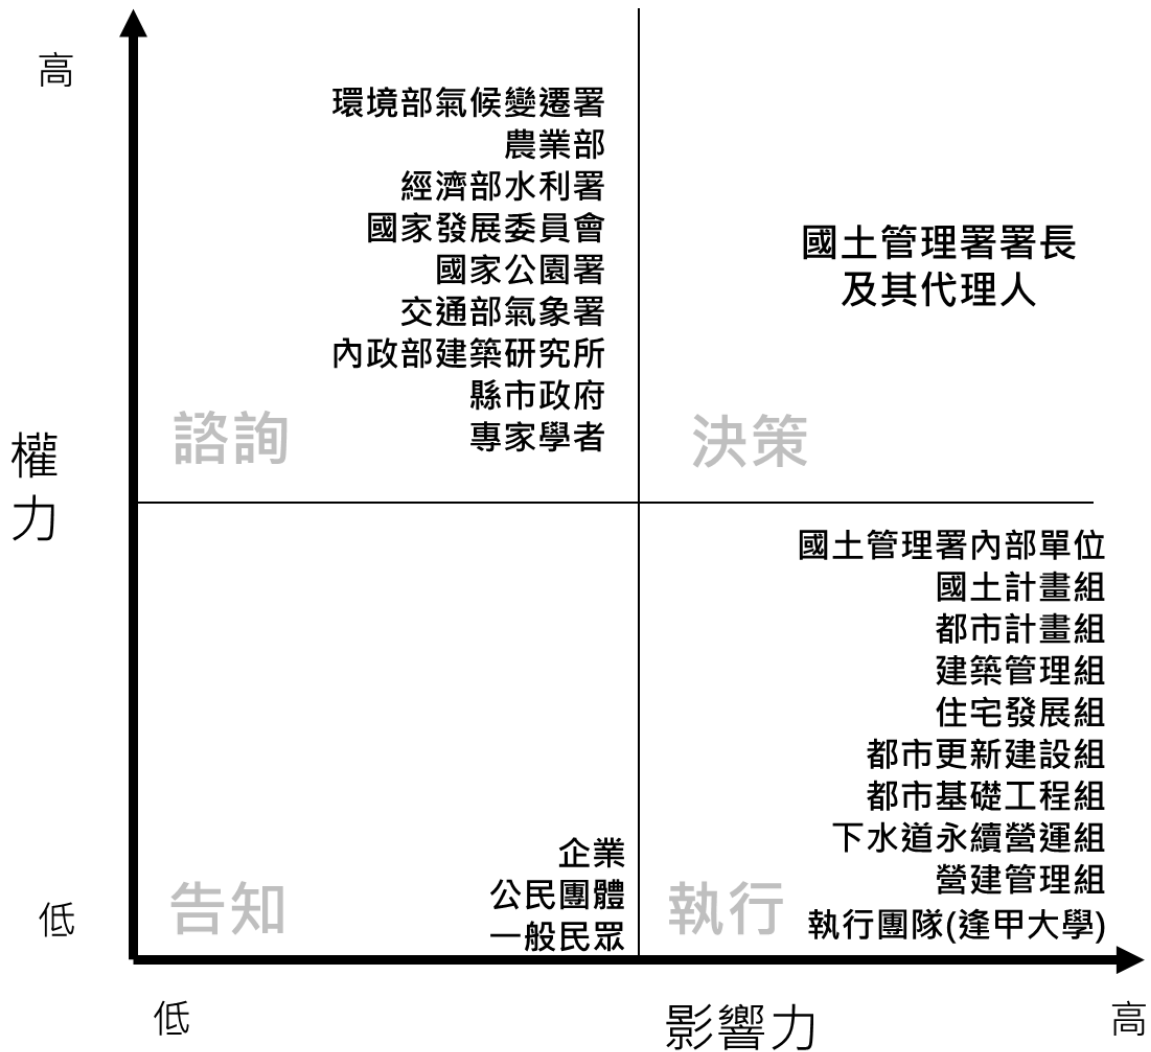 高
環境部氣候變遷署
農業部
經濟部水利署
國家發展委員會
國家公園署
交通部氣象署
內政部建築研究所
縣市政府
專家學者
諮詢
國土管理署署長
及其代理人
決策
權力
國土管理署內部單位
國土計畫組
都市計畫組
建築管理組
住宅發展組
都市更新建設組
都市基礎工程組
下水道永續營運組
營建管理組
執行團隊(逢甲大學)
執行
企業
公民團體
一般民眾
告知
低
低
影響力
高